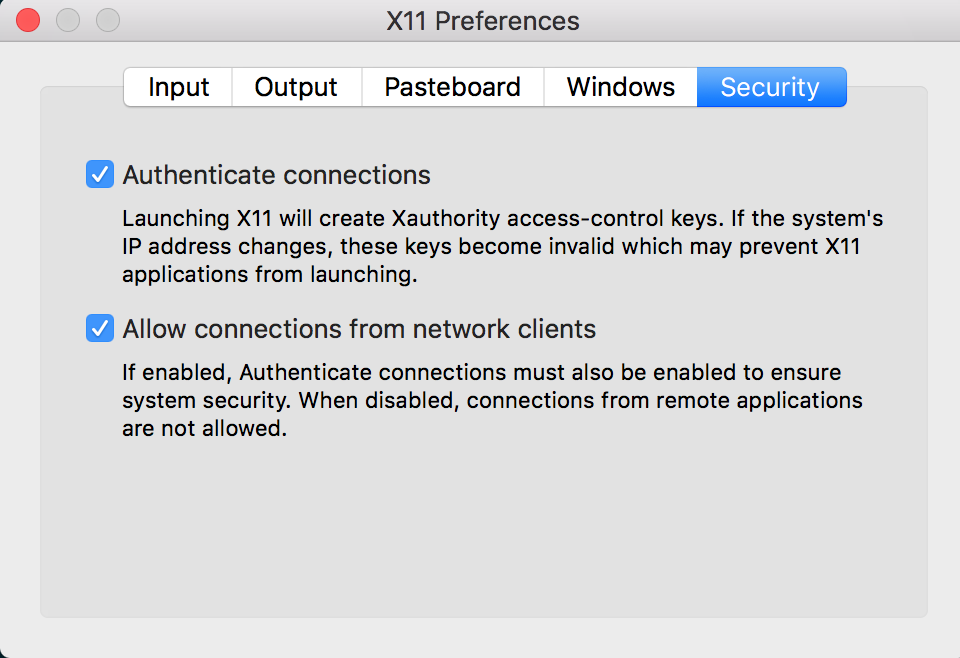 X11 Preferences
Input
Output
Pasteboard
Windows
Security
Authenticate connections
Launching X11 will create Xauthority access-control keys. If the system's
IP address changes, these keys become invalid which may prevent X11
applications from launching.
Allow connections from network clients
If enabled, Authenticate connections must also be enabled to ensure
system security. When disabled, connections from remote applications
are not allowed.